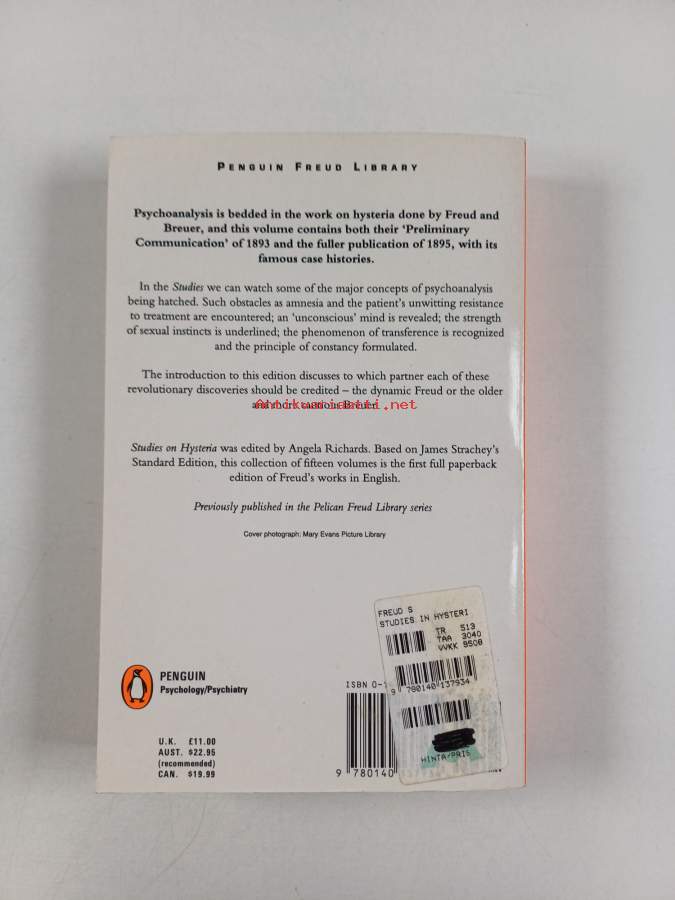 PENGUIN FREUD LIBRARY
Psychoanalysis is bedded in the work on hysteria done by Freud and
Breuer, and this volume contains both their ‘Preliminary
Communication’ of 1893 and the fuller publication of 1895, with its
famous case histories.
In the Studies we can watch some of the major concepts of psychoanalysis
being hatched. Such obstacles as amnesia and the patient’s unwitting resistance
to treatment are encountered; an ‘unconscious’ mind is revealed; the strength
of sexual instincts is underlined; the phenomenon of transference is recognized
and the principle of constancy formulated.
The introduction to this edition discusses to which partner each of these
revolutionary discoveries should be credited – the dynamic Freud or the older
and more cautious Breuer.
Antikvariaatti.net
Studies on Hysteria was edited by Angela Richards. Based on James Strachey’s
Standard Edition, this collection of fifteen volumes is the first full paperback
edition of Freud’s works in English.
Previously published in the Pelican Freud Library series
Cover photograph: Mary Evans Picture Library
FREUD S
STUDIES IN HYSTERI
TR 513
TAA 3040
VVKK 9508
9 780140 137934
HINTA/PRIS
PENGUIN
Psychology/Psychiatry
ISBN 0-1
U.K. £11.00
AUST. $22.95
(recommended)
CAN. $19.99
9 780140